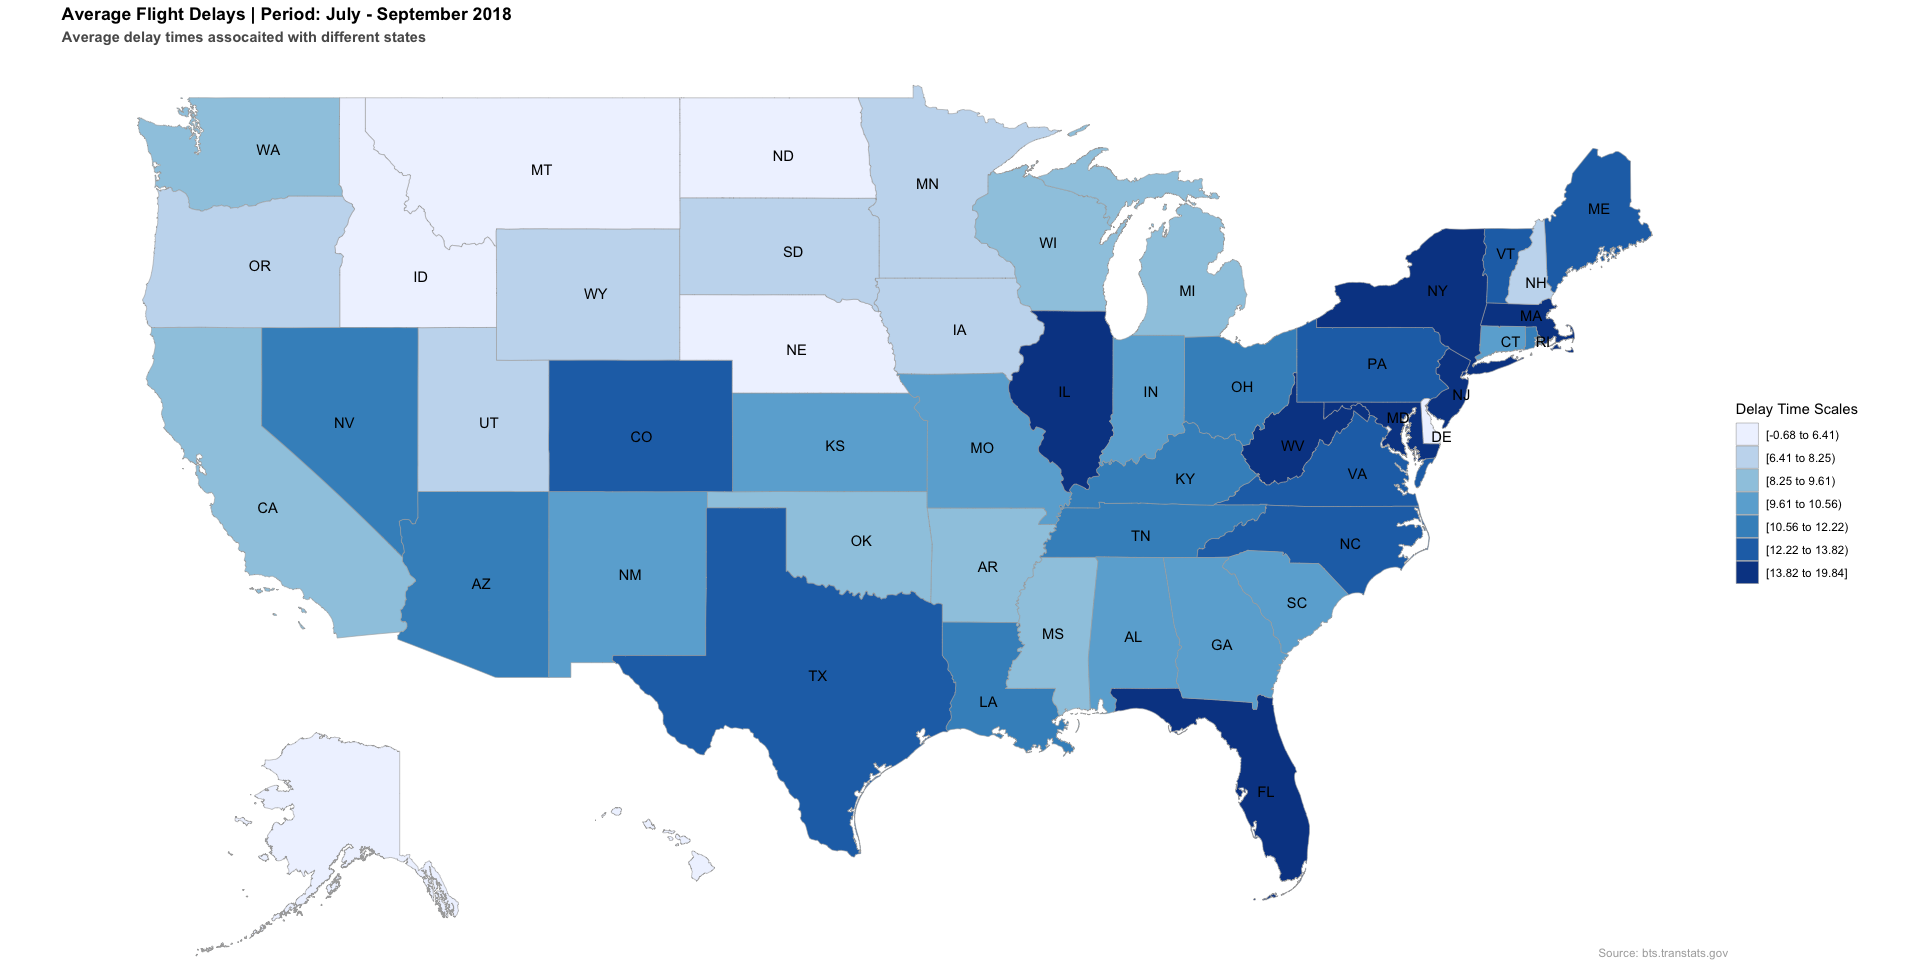 Average Flight Delays | Period: July - September 2018
Average delay times assocaited with different states
WA
MT
ND
MN
OR
ID
WY
SD
WI
MI
ME
VT
NH
NY
MA
CT
RI
NE
IA
PA
NV
UT
CO
KS
MO
IL
IN
OH
NJ
MD
DE
WV
VA
KY
CA
AZ
NM
OK
AR
TN
NC
SC
MS
AL
GA
TX
LA
FL
Delay Time Scales
[-0.68 to 6.41)
[6.41 to 8.25)
[8.25 to 9.61)
[9.61 to 10.56)
[10.56 to 12.22)
[12.22 to 13.82)
[13.82 to 19.84]
Source: bts.transtats.gov